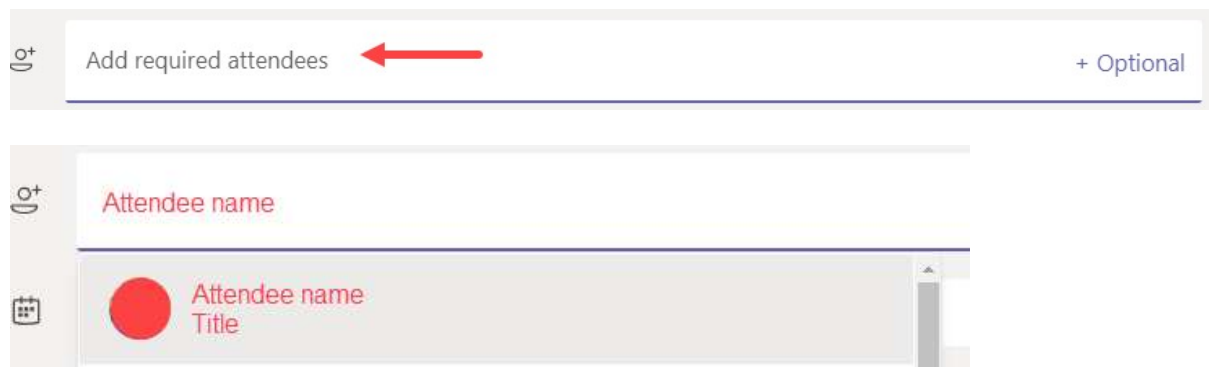 Add required attendees
+ Optional
Attendee name
Attendee name
Title